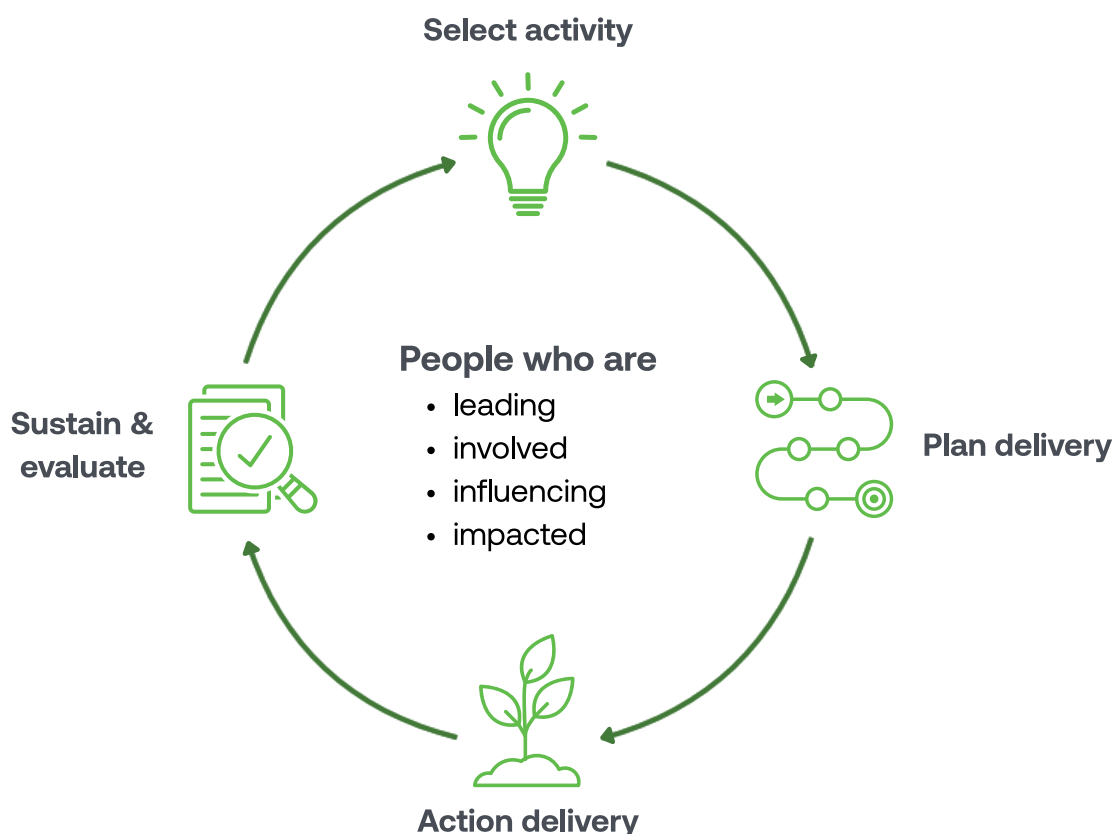 Select activity
People who are
• leading
• involved
• influencing
• impacted
Sustain &
evaluate
Plan delivery
Action delivery